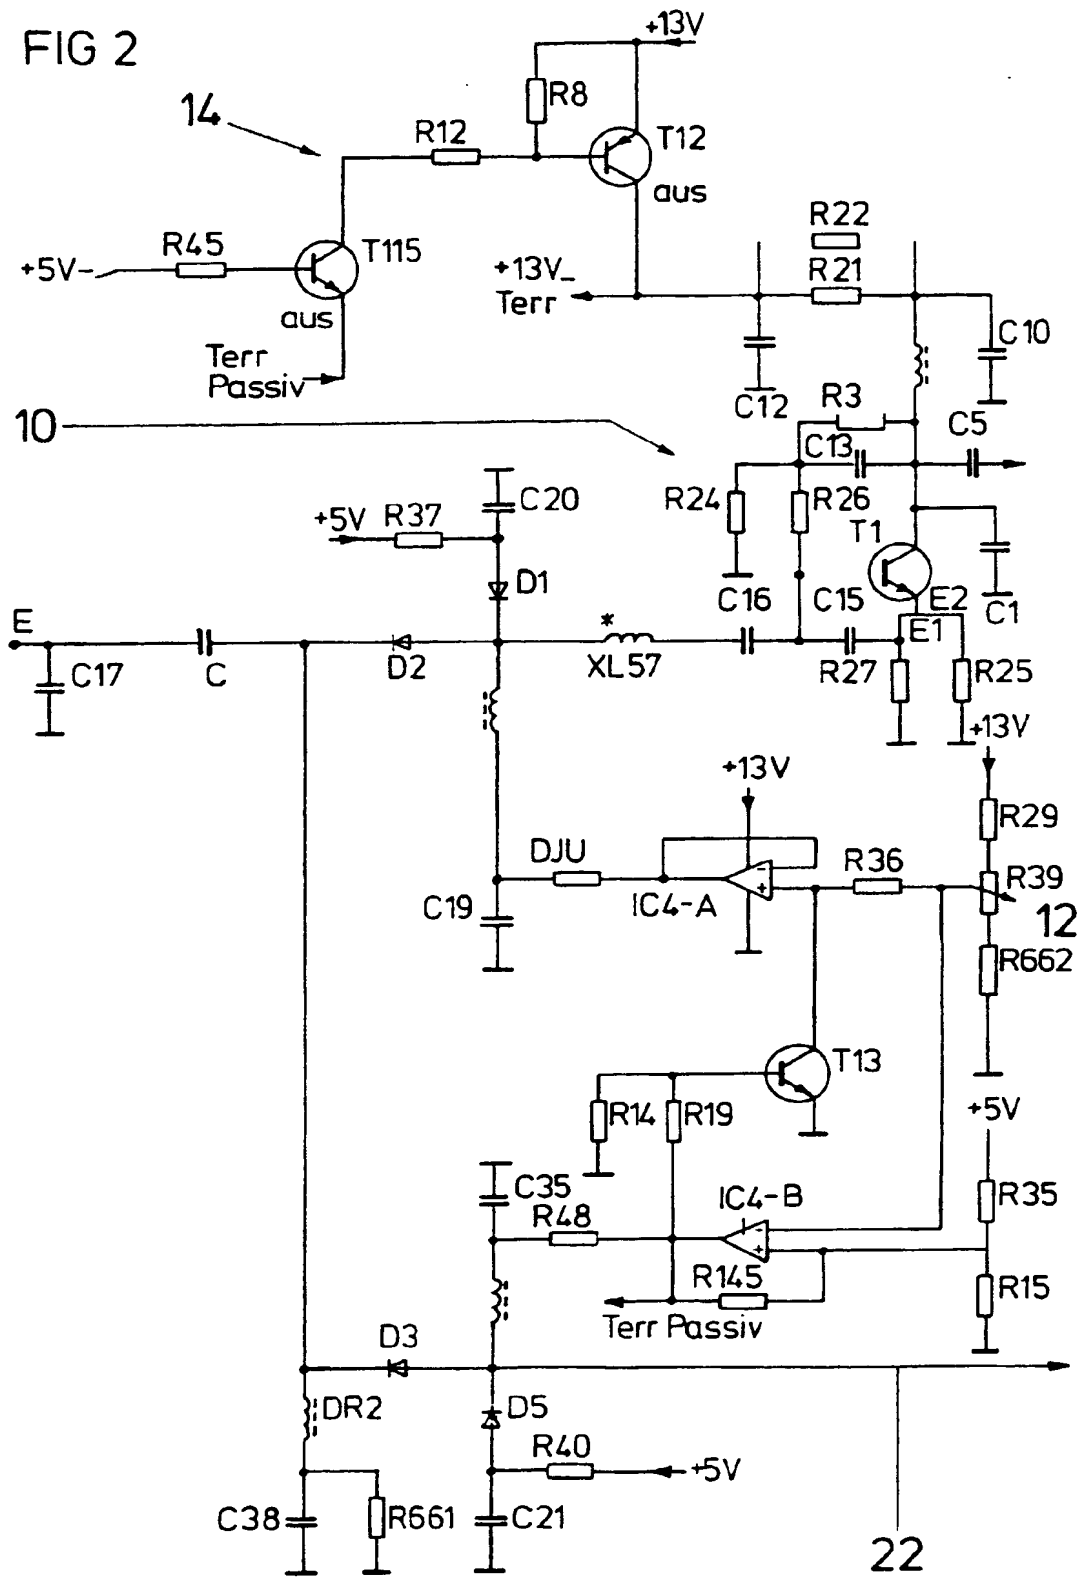 FIG 2
+13V
R8
14
R12
T12
aus
R45
T115
+5V-
aus
Terr
Passiv
+13V_
Terr
R22
R21
C10
C12
R3
10
C13
C5
R24
R26
C20
+5V
R37
T1
D1
C16
C15
E2
E1
C1
E
*
C17
C
D2
XL57
R27
R25
+13V
+13V
R29
DJU
R36
R39
C19
IC4-A
12
R662
T13
R14
R19
+5V
C35
IC4-B
R35
R48
R145
R15
Terr Passiv
D3
DR2
D5
R40
+5V
C38
R661
C21
22